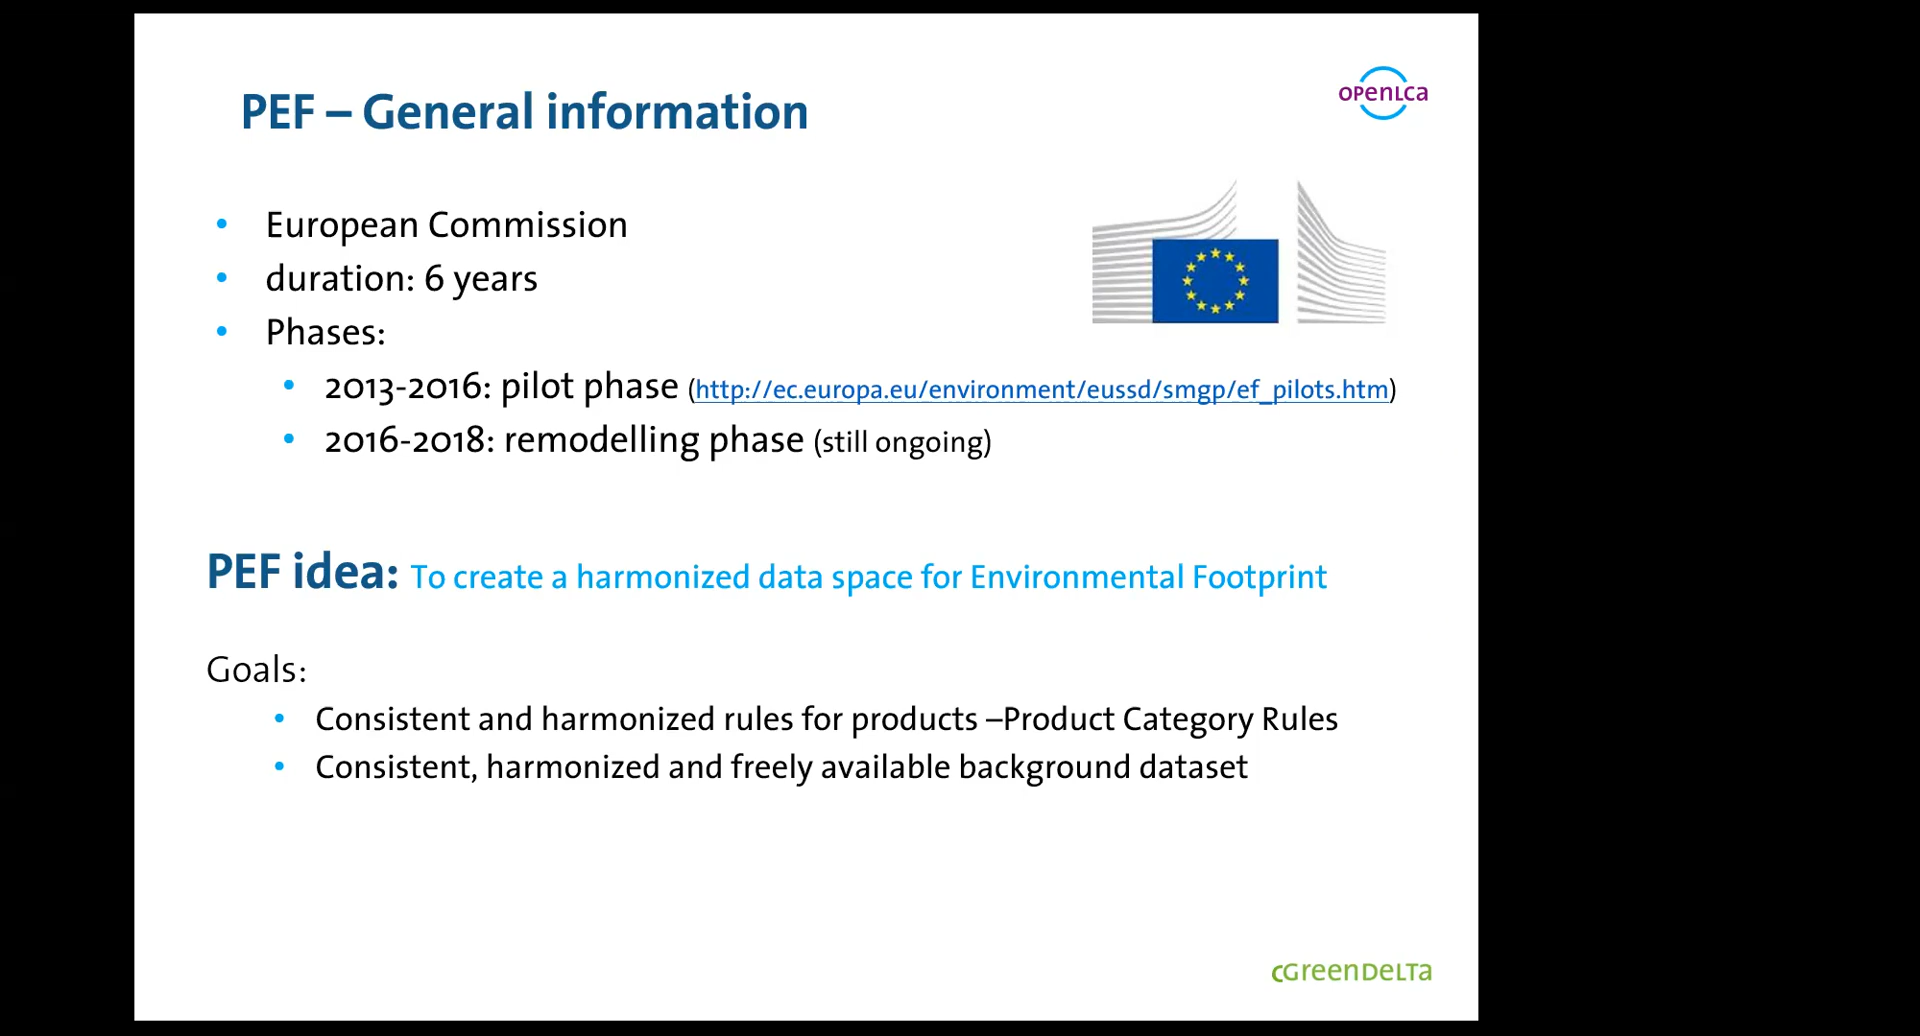 PEF – General information
openLCa
• European Commission
• duration: 6 years
• Phases:
• 2013-2016: pilot phase (http://ec.europa.eu/environment/eussd/smgp/ef_pilots.htm)
• 2016-2018: remodelling phase (still ongoing)
PEF idea: To create a harmonized data space for Environmental Footprint
Goals:
• Consistent and harmonized rules for products –Product Category Rules
• Consistent, harmonized and freely available background dataset
GreenDeLTa